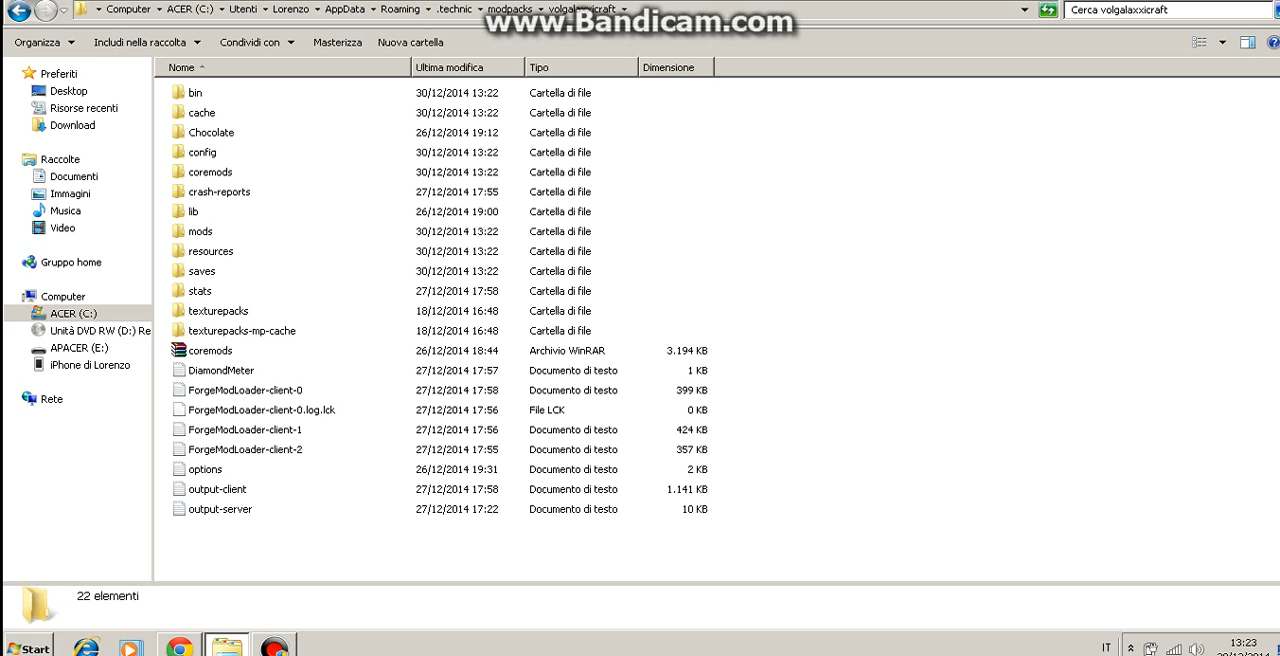 Computer ▸ ACER (C:) ▸ Utenti ▸ Lorenzo ▸ AppData ▸ Roaming ▸ .technic ▸ modpacks ▸ volgalaxxicraft
Cerca volgalaxxicraft
www.Bandicam.com
Organizza Includi nella raccolta Condividi con Masterizza Nuova cartella
Nome Ultima modifica Tipo Dimensione
Preferiti
Desktop
Risorse recenti
Download
Raccolte
Documenti
Immagini
Musica
Video
Gruppo home
Computer
ACER (C:)
Unità DVD RW (D:) Re
APACER (E:)
iPhone di Lorenzo
Rete
bin 30/12/2014 13:22 Cartella di file
cache 30/12/2014 13:22 Cartella di file
Chocolate 26/12/2014 19:12 Cartella di file
config 30/12/2014 13:22 Cartella di file
coremods 30/12/2014 13:22 Cartella di file
crash-reports 27/12/2014 17:55 Cartella di file
lib 26/12/2014 19:00 Cartella di file
mods 30/12/2014 13:22 Cartella di file
resources 30/12/2014 13:22 Cartella di file
saves 30/12/2014 13:22 Cartella di file
stats 27/12/2014 17:58 Cartella di file
texturepacks 18/12/2014 16:48 Cartella di file
texturepacks-mp-cache 18/12/2014 16:48 Cartella di file
coremods 26/12/2014 18:44 Archivio WinRAR 3.194 KB
DiamondMeter 27/12/2014 17:57 Documento di testo 1 KB
ForgeModLoader-client-0 27/12/2014 17:58 Documento di testo 399 KB
ForgeModLoader-client-0.log.lck 27/12/2014 17:56 File LCK 0 KB
ForgeModLoader-client-1 27/12/2014 17:56 Documento di testo 424 KB
ForgeModLoader-client-2 27/12/2014 17:55 Documento di testo 357 KB
options 26/12/2014 19:31 Documento di testo 2 KB
output-client 27/12/2014 17:58 Documento di testo 1.141 KB
output-server 27/12/2014 17:22 Documento di testo 10 KB
22 elementi
Start
IT
13:23